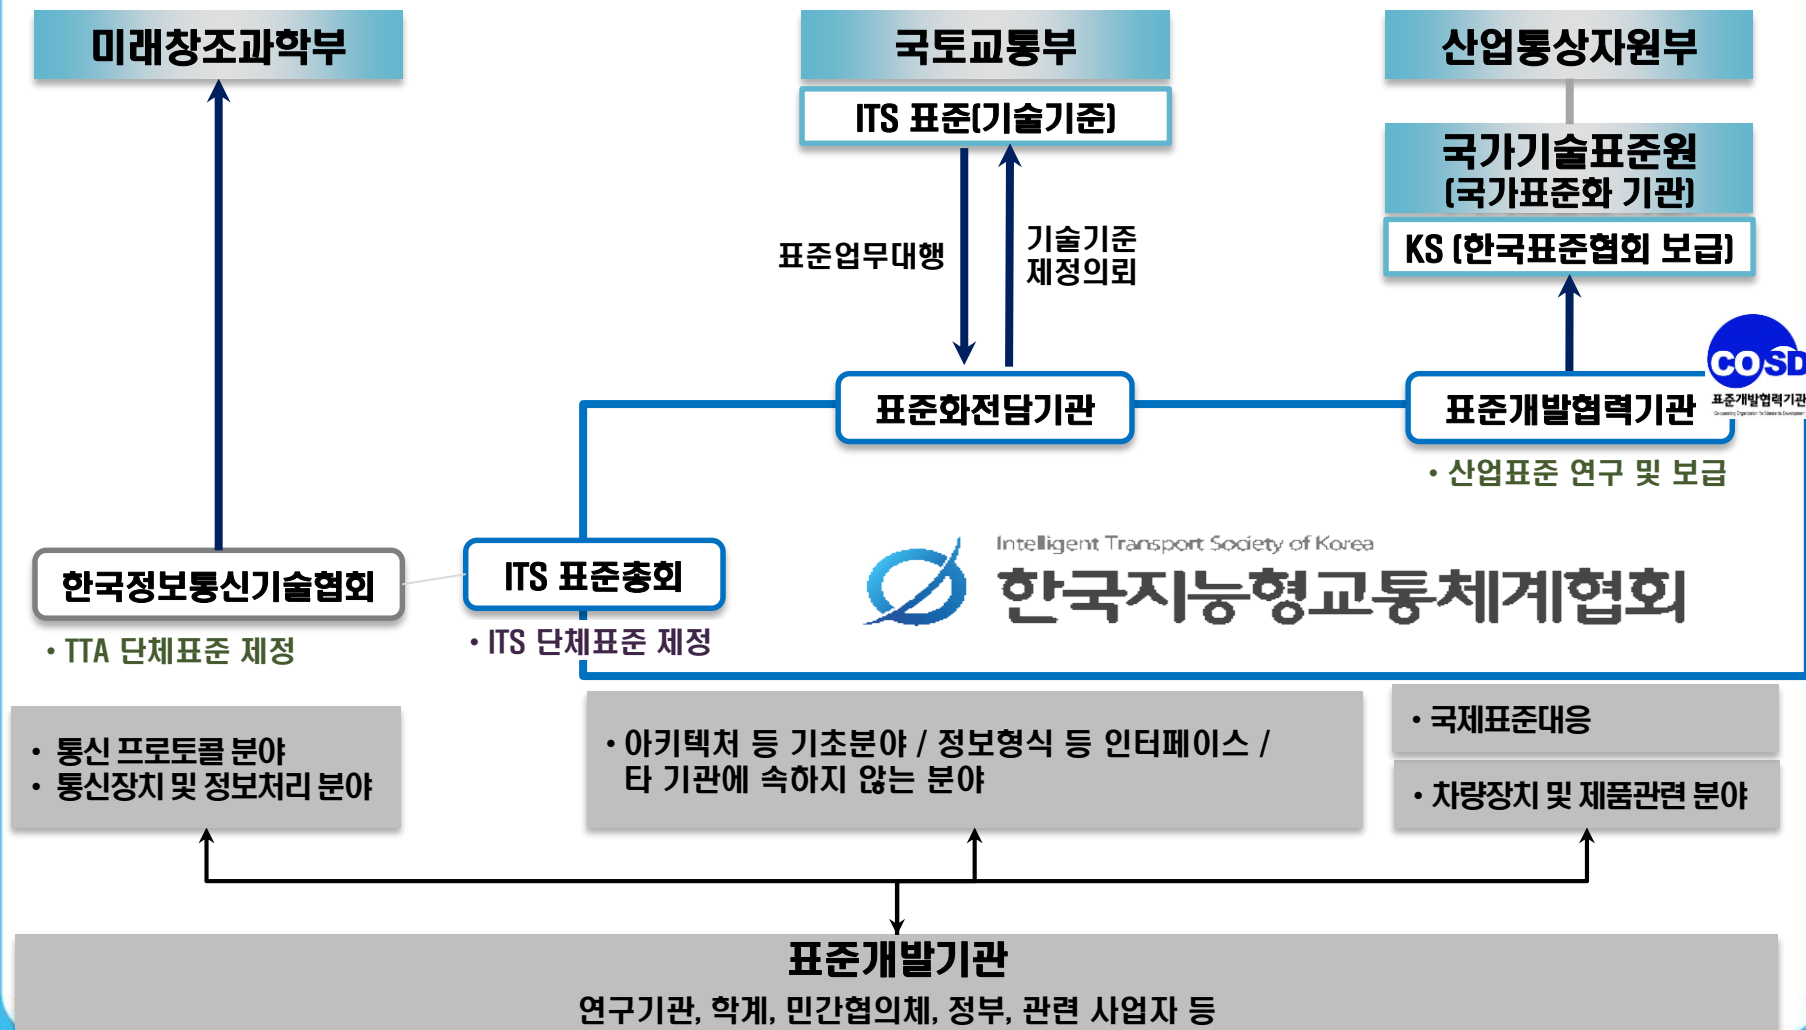 미래창조과학부
국토교통부
산업통상자원부
ITS 표준(기술기준)
국가기술표준원
(국가표준화 기관)
KS (한국표준협회 보급)
표준업무대행
기술기준
제정의뢰
COSD
표준개발협력기관
Co-operating Organization for Standards Development
표준화전담기관
표준개발협력기관
• 산업표준 연구 및 보급
Intelligent Transport Society of Korea
한국지능형교통체계협회
한국정보통신기술협회
ITS 표준총회
• TTA 단체표준 제정
• ITS 단체표준 제정
• 통신 프로토콜 분야
• 통신장치 및 정보처리 분야
• 아키텍처 등 기초분야 / 정보형식 등 인터페이스 /
타 기관에 속하지 않는 분야
• 국제표준대응
• 차량장치 및 제품관련 분야
표준개발기관
연구기관, 학계, 민간협의체, 정부, 관련 사업자 등